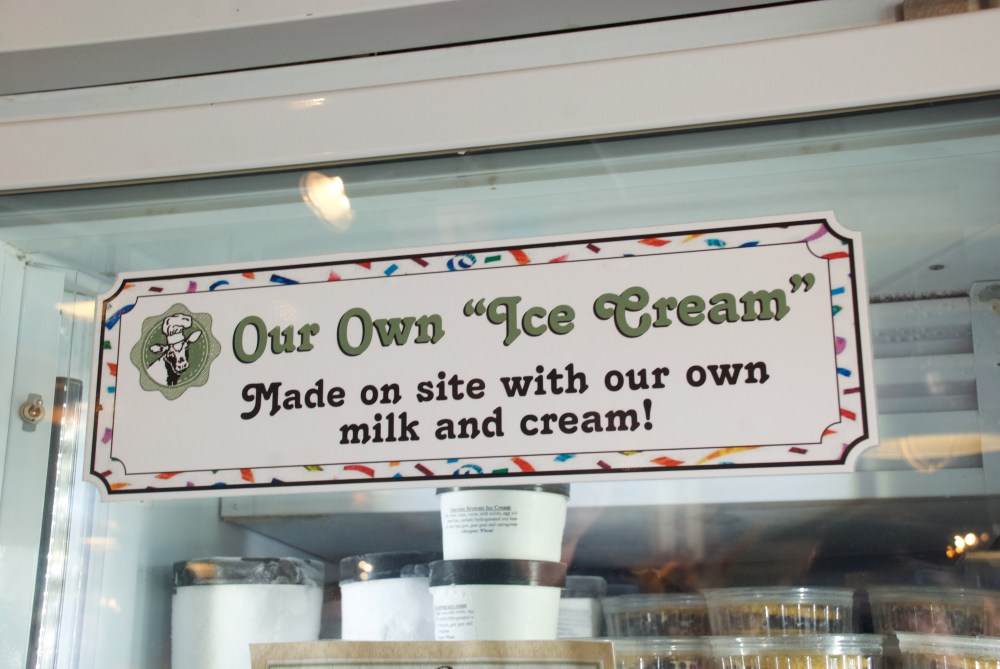 Our Own “Ice Cream”
Made on site with our own
milk and cream!